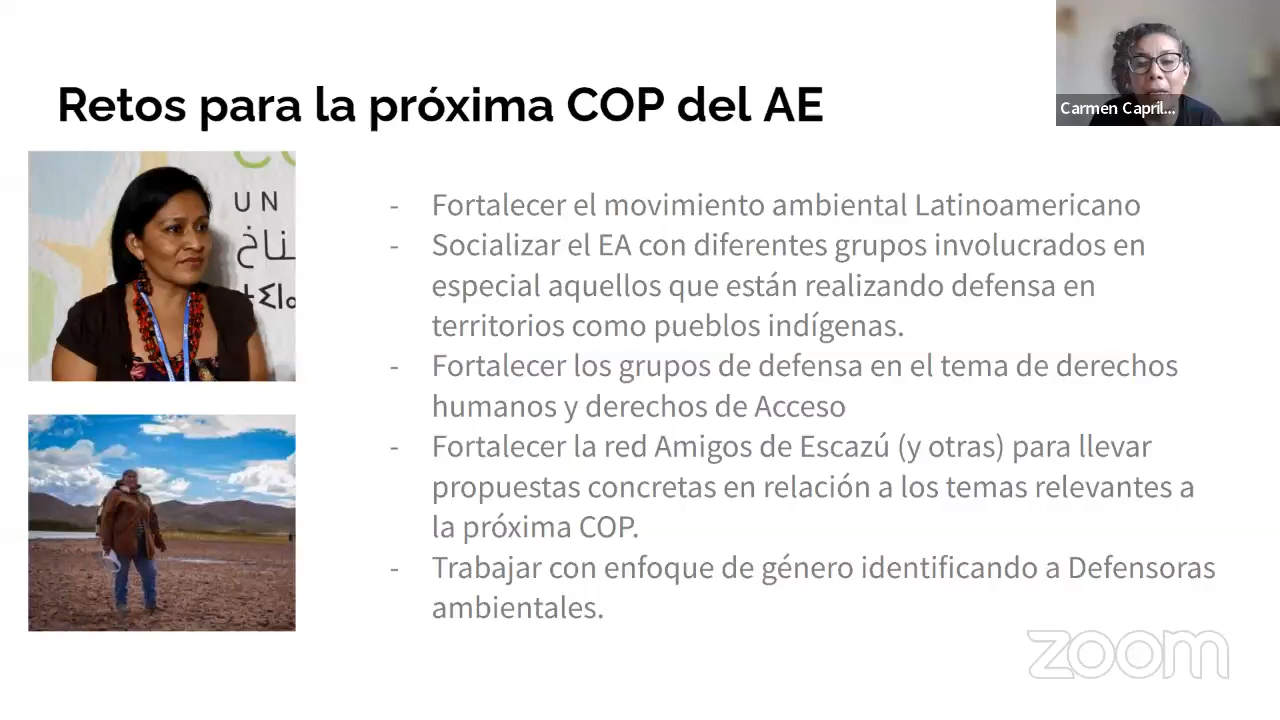 Retos para la próxima COP del AE
Carmen Capril...
UN
- Fortalecer el movimiento ambiental Latinoamericano
- Socializar el EA con diferentes grupos involucrados en
especial aquellos que están realizando defensa en
territorios como pueblos indígenas.
- Fortalecer los grupos de defensa en el tema de derechos
humanos y derechos de Acceso
- Fortalecer la red Amigos de Escazú (y otras) para llevar
propuestas concretas en relación a los temas relevantes a
la próxima COP.
- Trabajar con enfoque de género identificando a Defensoras
ambientales.
zoom